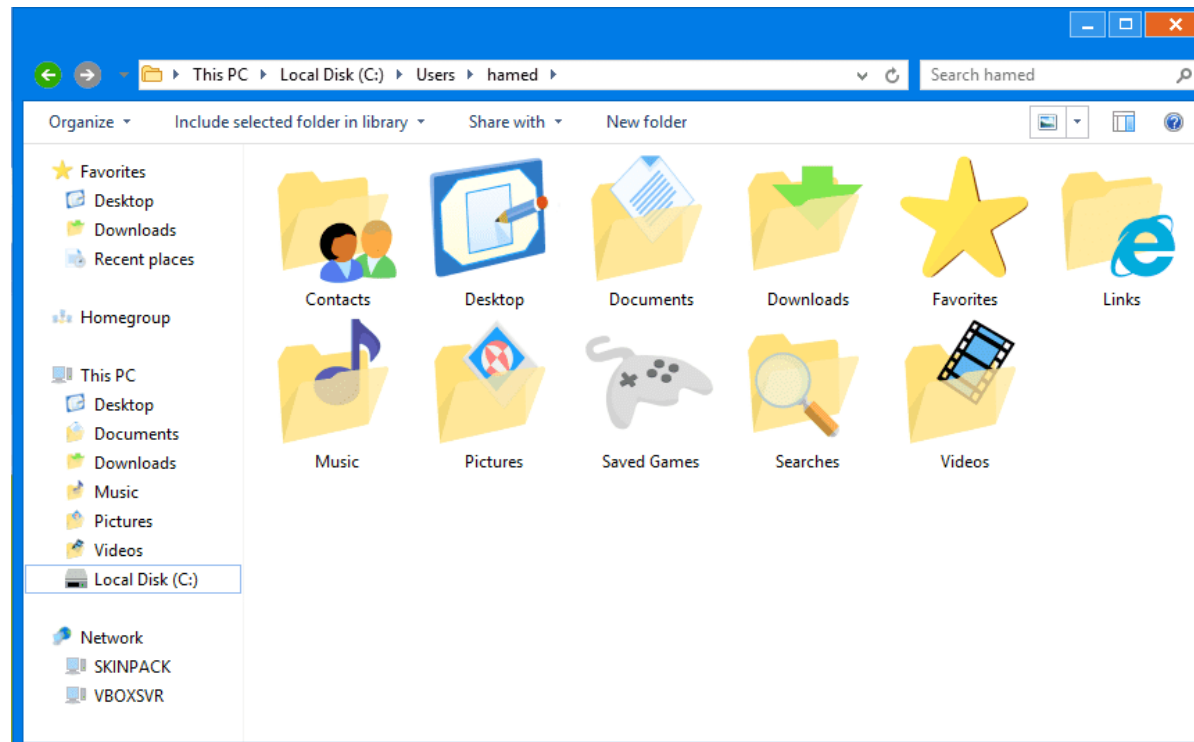 This PC Local Disk (C:) Users hamed
Search hamed
Organize Include selected folder in library Share with New folder
Favorites
Desktop
Downloads
Recent places
Homegroup
This PC
Desktop
Documents
Downloads
Music
Pictures
Videos
Local Disk (C:)
Network
SKINPACK
VBOXSVR
Contacts Desktop Documents Downloads Favorites Links
Music Pictures Saved Games Searches Videos